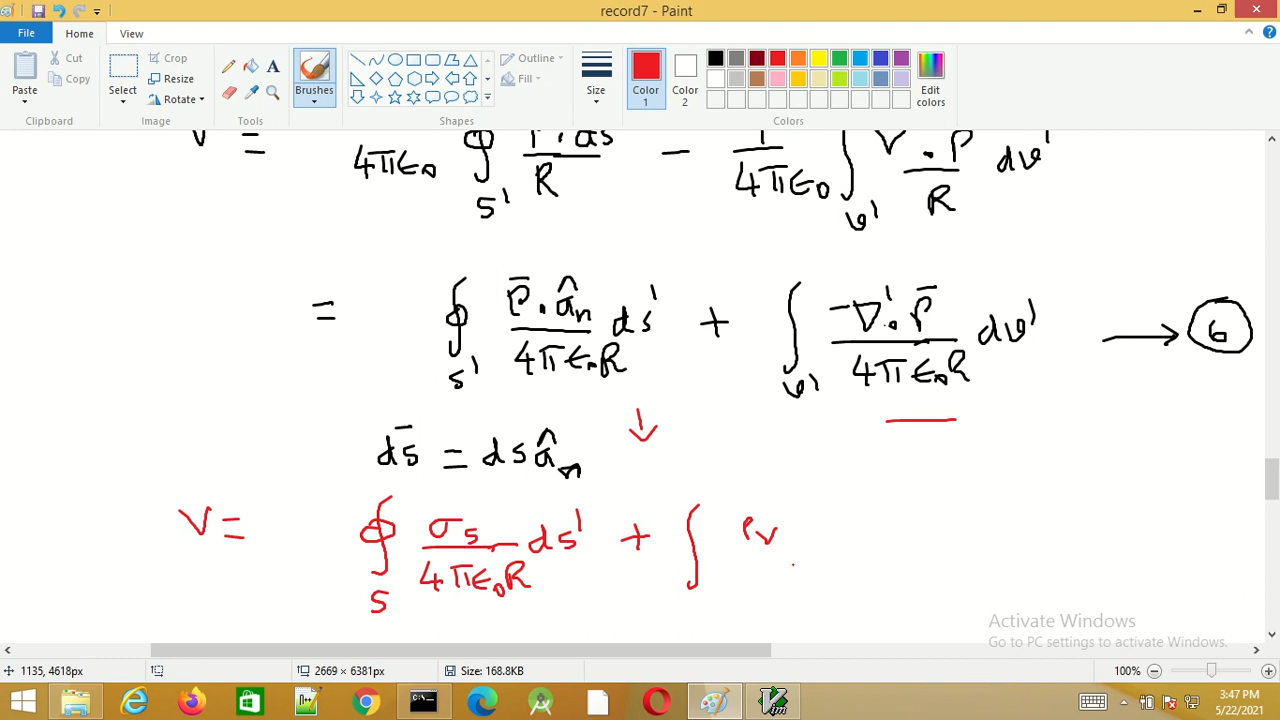 record7 - Paint
File Home View
Paste Cut Copy Select Crop Resize Rotate Brushes Outline Fill Size Color 1 Color 2 Edit colors
Clipboard Image Tools Shapes Colors
V = 1/4πε₀ ∮s' P̄·ds̄/R − 1/4πε₀ ∫v' ∇'·P̄/R dv'
= ∮s' P̄·âₙ/4πε₀R ds' + ∫v' −∇'·P̄/4πε₀R dv' → 6
ds̄ = ds âₙ
V = ∮s σs/4πε₀R ds' + ∫ ρv
Activate Windows
Go to PC settings to activate Windows.
1135, 4618px 2669 × 6381px Size: 168.8KB 100%
3:47 PM
5/22/2021